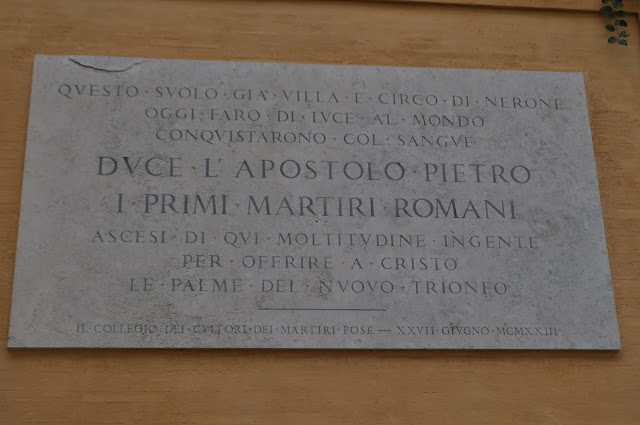 QVESTO · SVOLO · GIÀ · VILLA · E · CIRCO · DI · NERONE
OGGI · FARO · DI · LVCE · AL · MONDO
CONQVISTARONO · COL · SANGVE
DVCE · L'APOSTOLO · PIETRO
I · PRIMI · MARTIRI · ROMANI
ASCESI · DI · QVI · MOLTITVDINE · INGENTE
PER · OFFRIRE · A · CRISTO
LE · PALME · DEL · NVOVO · TRIONFO
IL · COLLEGIO · DEI · CVLTORI · DEI · MARTIRI · POSE — XXVII · GIVGNO · MCMXXIII